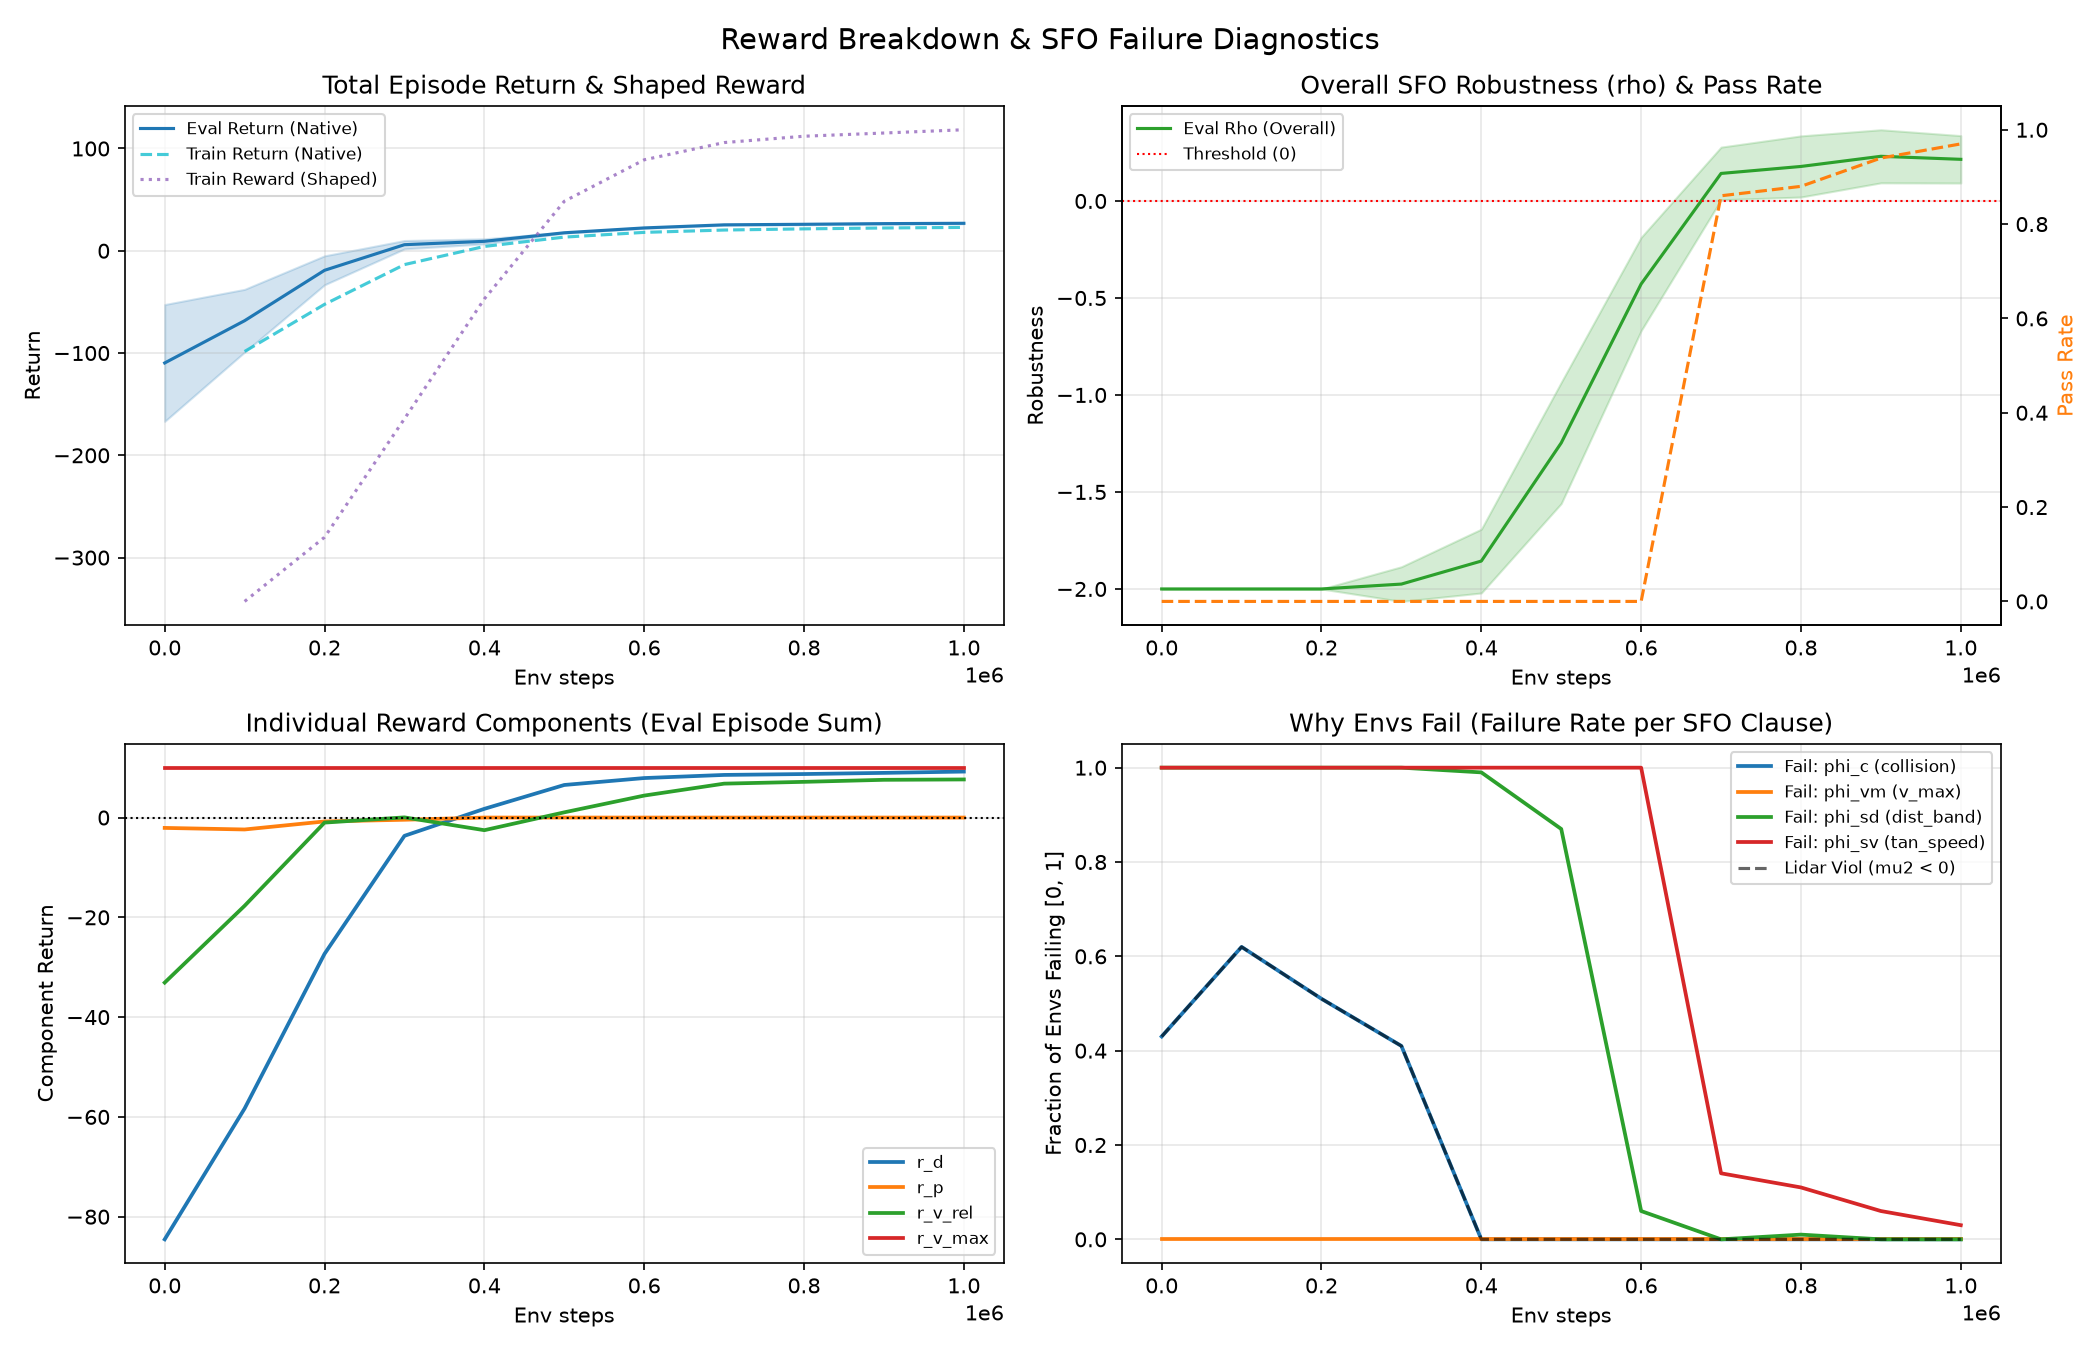 Reward Breakdown & SFO Failure Diagnostics
Total Episode Return & Shaped Reward
Eval Return (Native)
Train Return (Native)
Train Reward (Shaped)
100
0
−100
−200
−300
Return
0.0 0.2 0.4 0.6 0.8 1.0
1e6
Env steps
Overall SFO Robustness (rho) & Pass Rate
Eval Rho (Overall)
Threshold (0)
0.0
−0.5
−1.0
−1.5
−2.0
Robustness
1.0
0.8
0.6
0.4
0.2
0.0
Pass Rate
0.0 0.2 0.4 0.6 0.8 1.0
1e6
Env steps
Individual Reward Components (Eval Episode Sum)
0
−20
−40
−60
−80
Component Return
r_d
r_p
r_v_rel
r_v_max
0.0 0.2 0.4 0.6 0.8 1.0
1e6
Env steps
Why Envs Fail (Failure Rate per SFO Clause)
Fail: phi_c (collision)
Fail: phi_vm (v_max)
Fail: phi_sd (dist_band)
Fail: phi_sv (tan_speed)
Lidar Viol (mu2 < 0)
1.0
0.8
0.6
0.4
0.2
0.0
Fraction of Envs Failing [0, 1]
0.0 0.2 0.4 0.6 0.8 1.0
1e6
Env steps